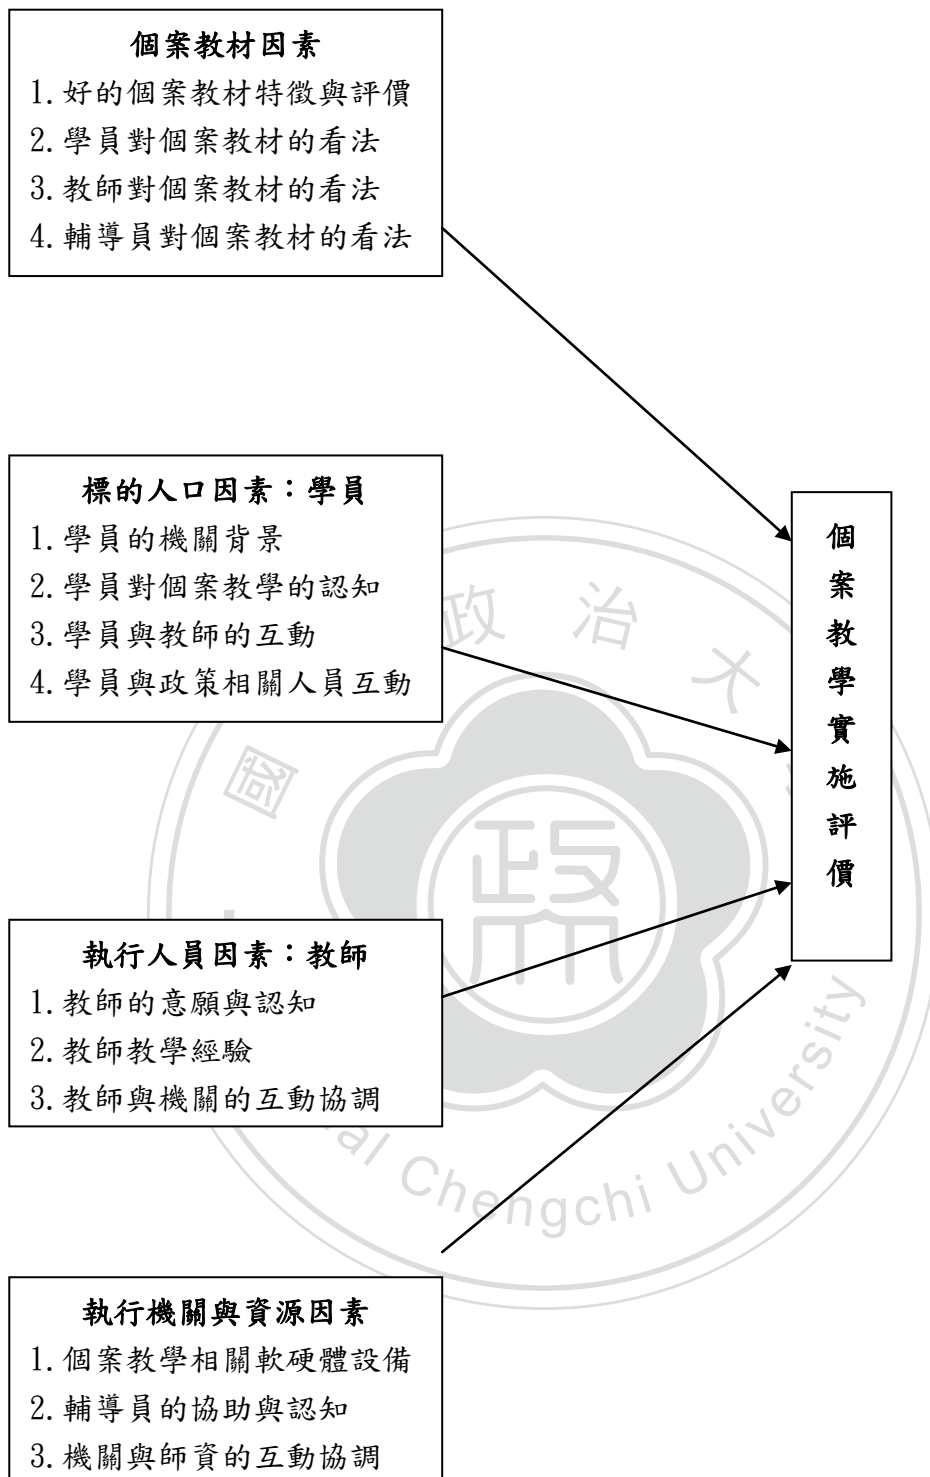 個案教材因素
1.好的個案教材特徵與評價
2.學員對個案教材的看法
3.教師對個案教材的看法
4.輔導員對個案教材的看法
標的人口因素：學員
1.學員的機關背景
2.學員對個案教學的認知
3.學員與教師的互動
4.學員與政策相關人員互動
執行人員因素：教師
1.教師的意願與認知
2.教師教學經驗
3.教師與機關的互動協調
執行機關與資源因素
1.個案教學相關軟硬體設備
2.輔導員的協助與認知
3.機關與師資的互動協調
個案教學實施評價
國
政治大
政
Chengchi University